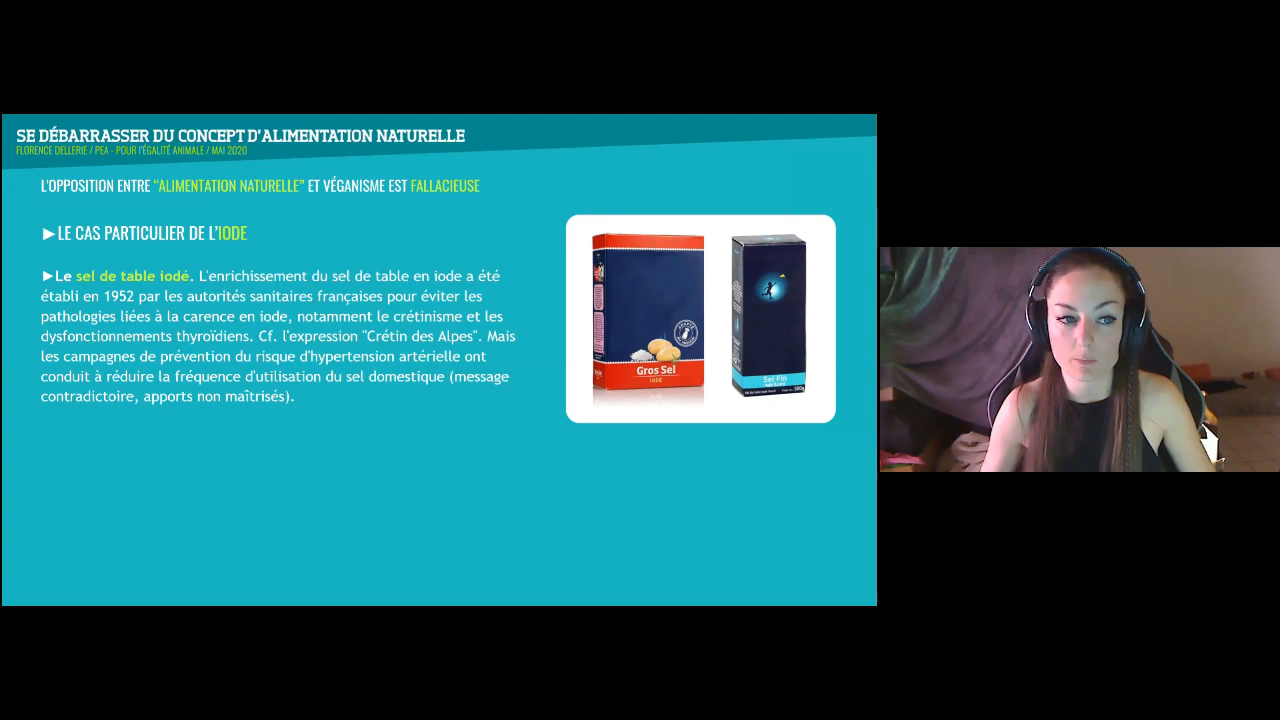 SE DÉBARRASSER DU CONCEPT D'ALIMENTATION NATURELLE
FLORENCE DELLERIE / PEA - POUR L'ÉGALITÉ ANIMALE / MAI 2020
L'OPPOSITION ENTRE “ALIMENTATION NATURELLE” ET VÉGANISME EST FALLACIEUSE
►LE CAS PARTICULIER DE L'IODE
►Le sel de table iodé. L'enrichissement du sel de table en iode a été
établi en 1952 par les autorités sanitaires françaises pour éviter les
pathologies liées à la carence en iode, notamment le crétinisme et les
dysfonctionnements thyroïdiens. Cf. l'expression "Crétin des Alpes". Mais
les campagnes de prévention du risque d'hypertension artérielle ont
conduit à réduire la fréquence d'utilisation du sel domestique (message
contradictoire, apports non maîtrisés).
Gros Sel
IODÉ
Sel Fin
500g